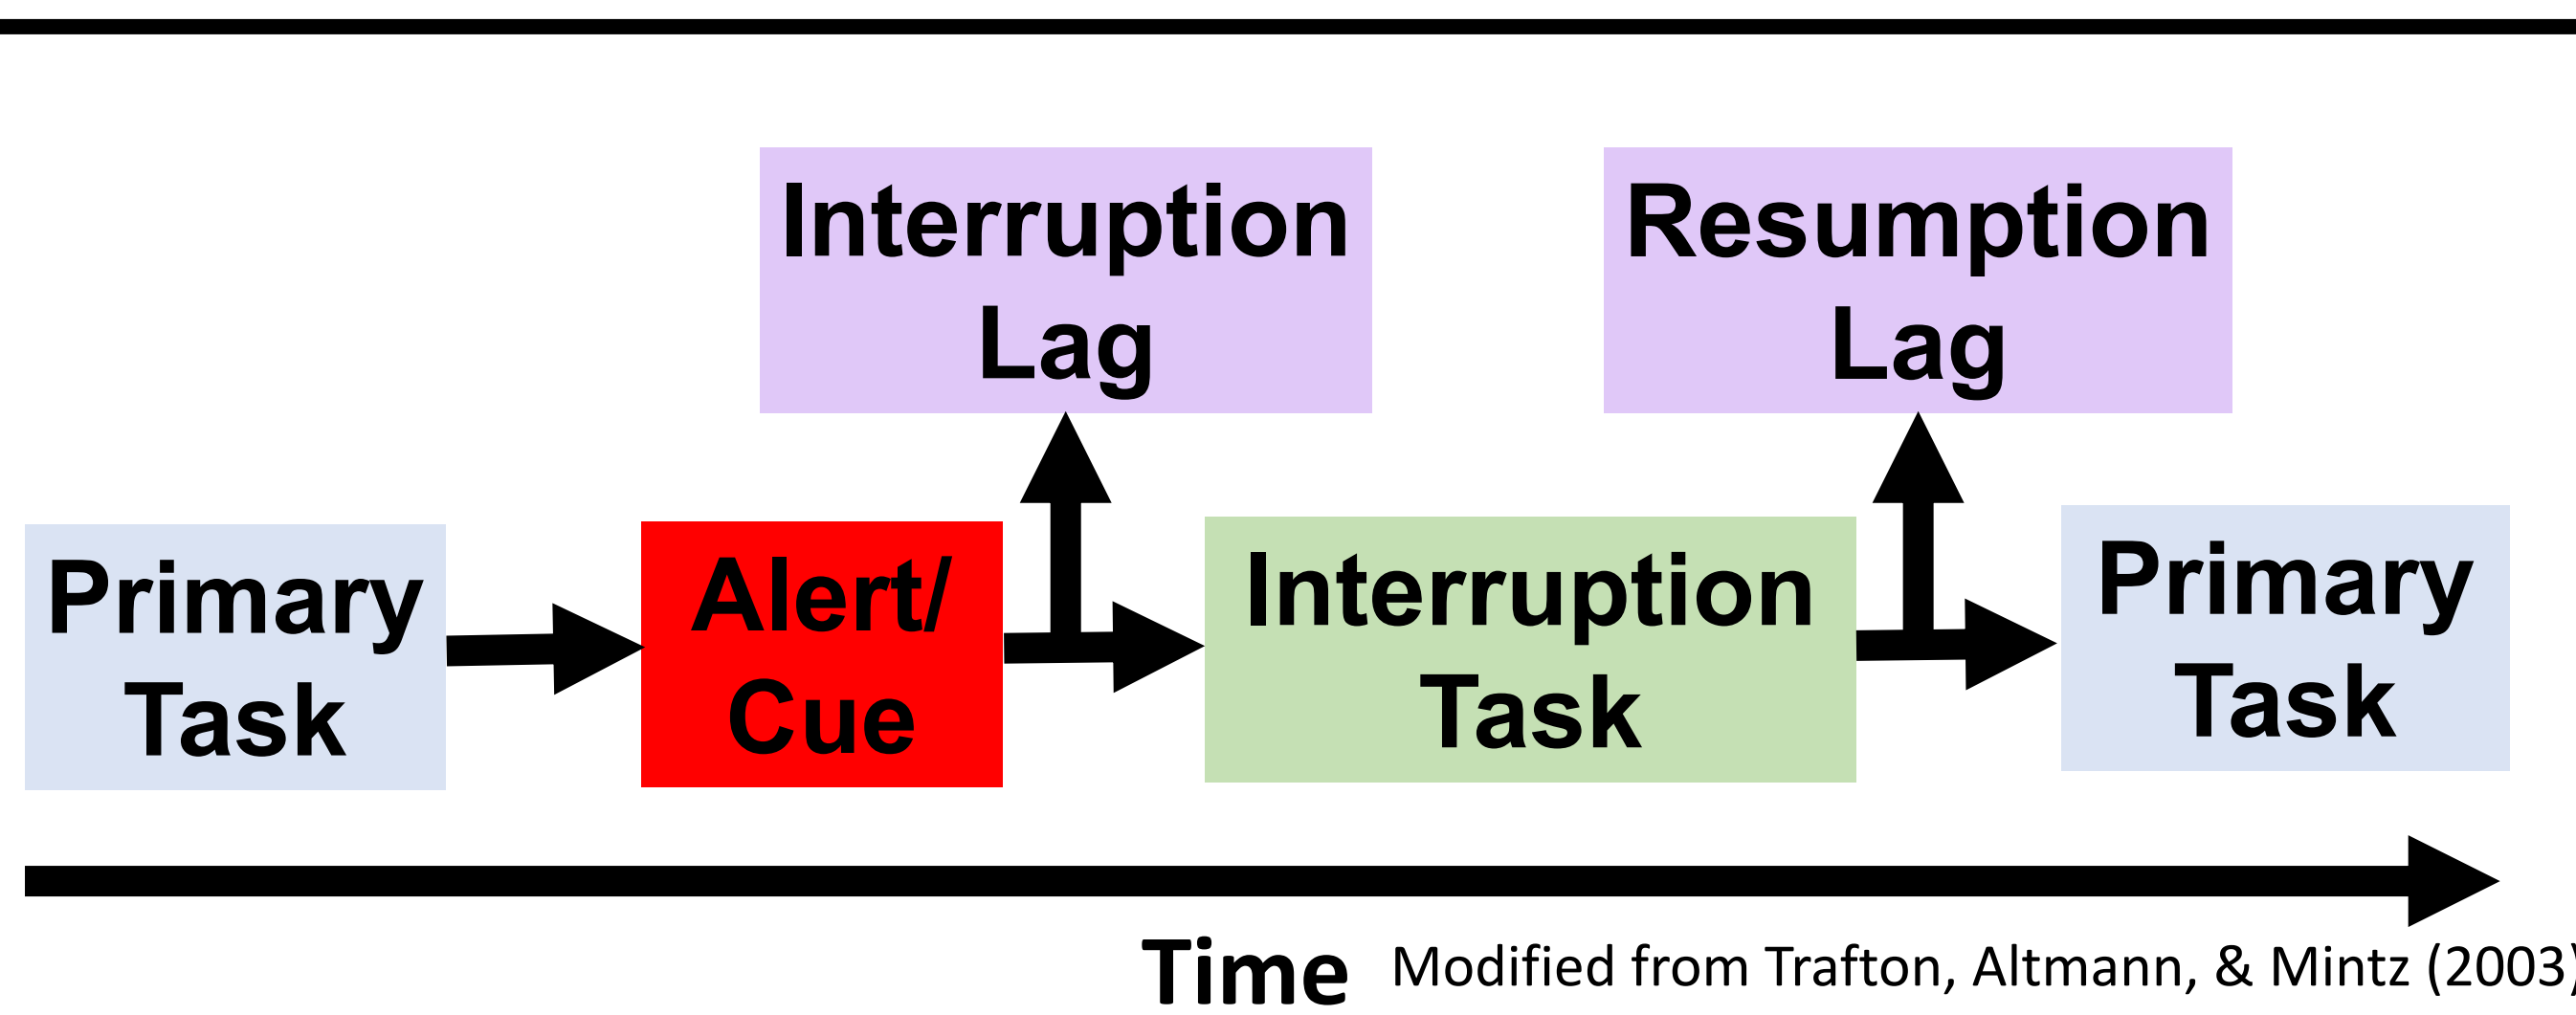 Interruption
Lag
Resumption
Lag
Primary
Task
Alert/
Cue
Interruption
Task
Primary
Task
Time
Modified from Trafton, Altmann, & Mintz (2003)